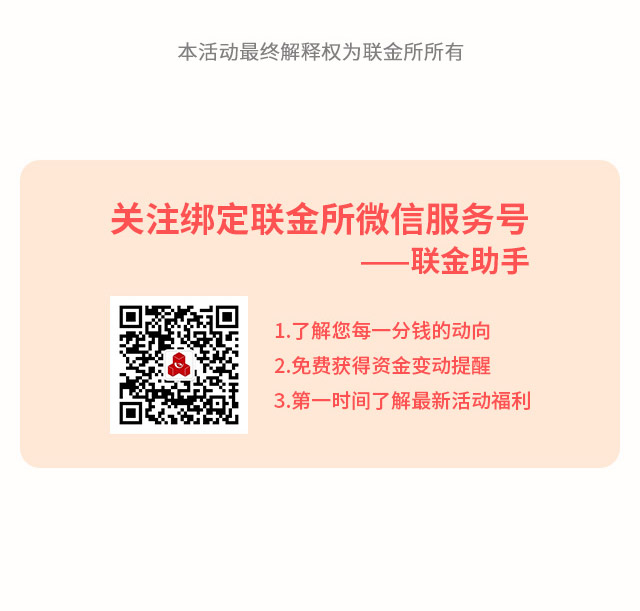 本活动最终解释权为联金所所有
关注绑定联金所微信服务号
——联金助手
1.了解您每一分钱的动向
2.免费获得资金变动提醒
3.第一时间了解最新活动福利